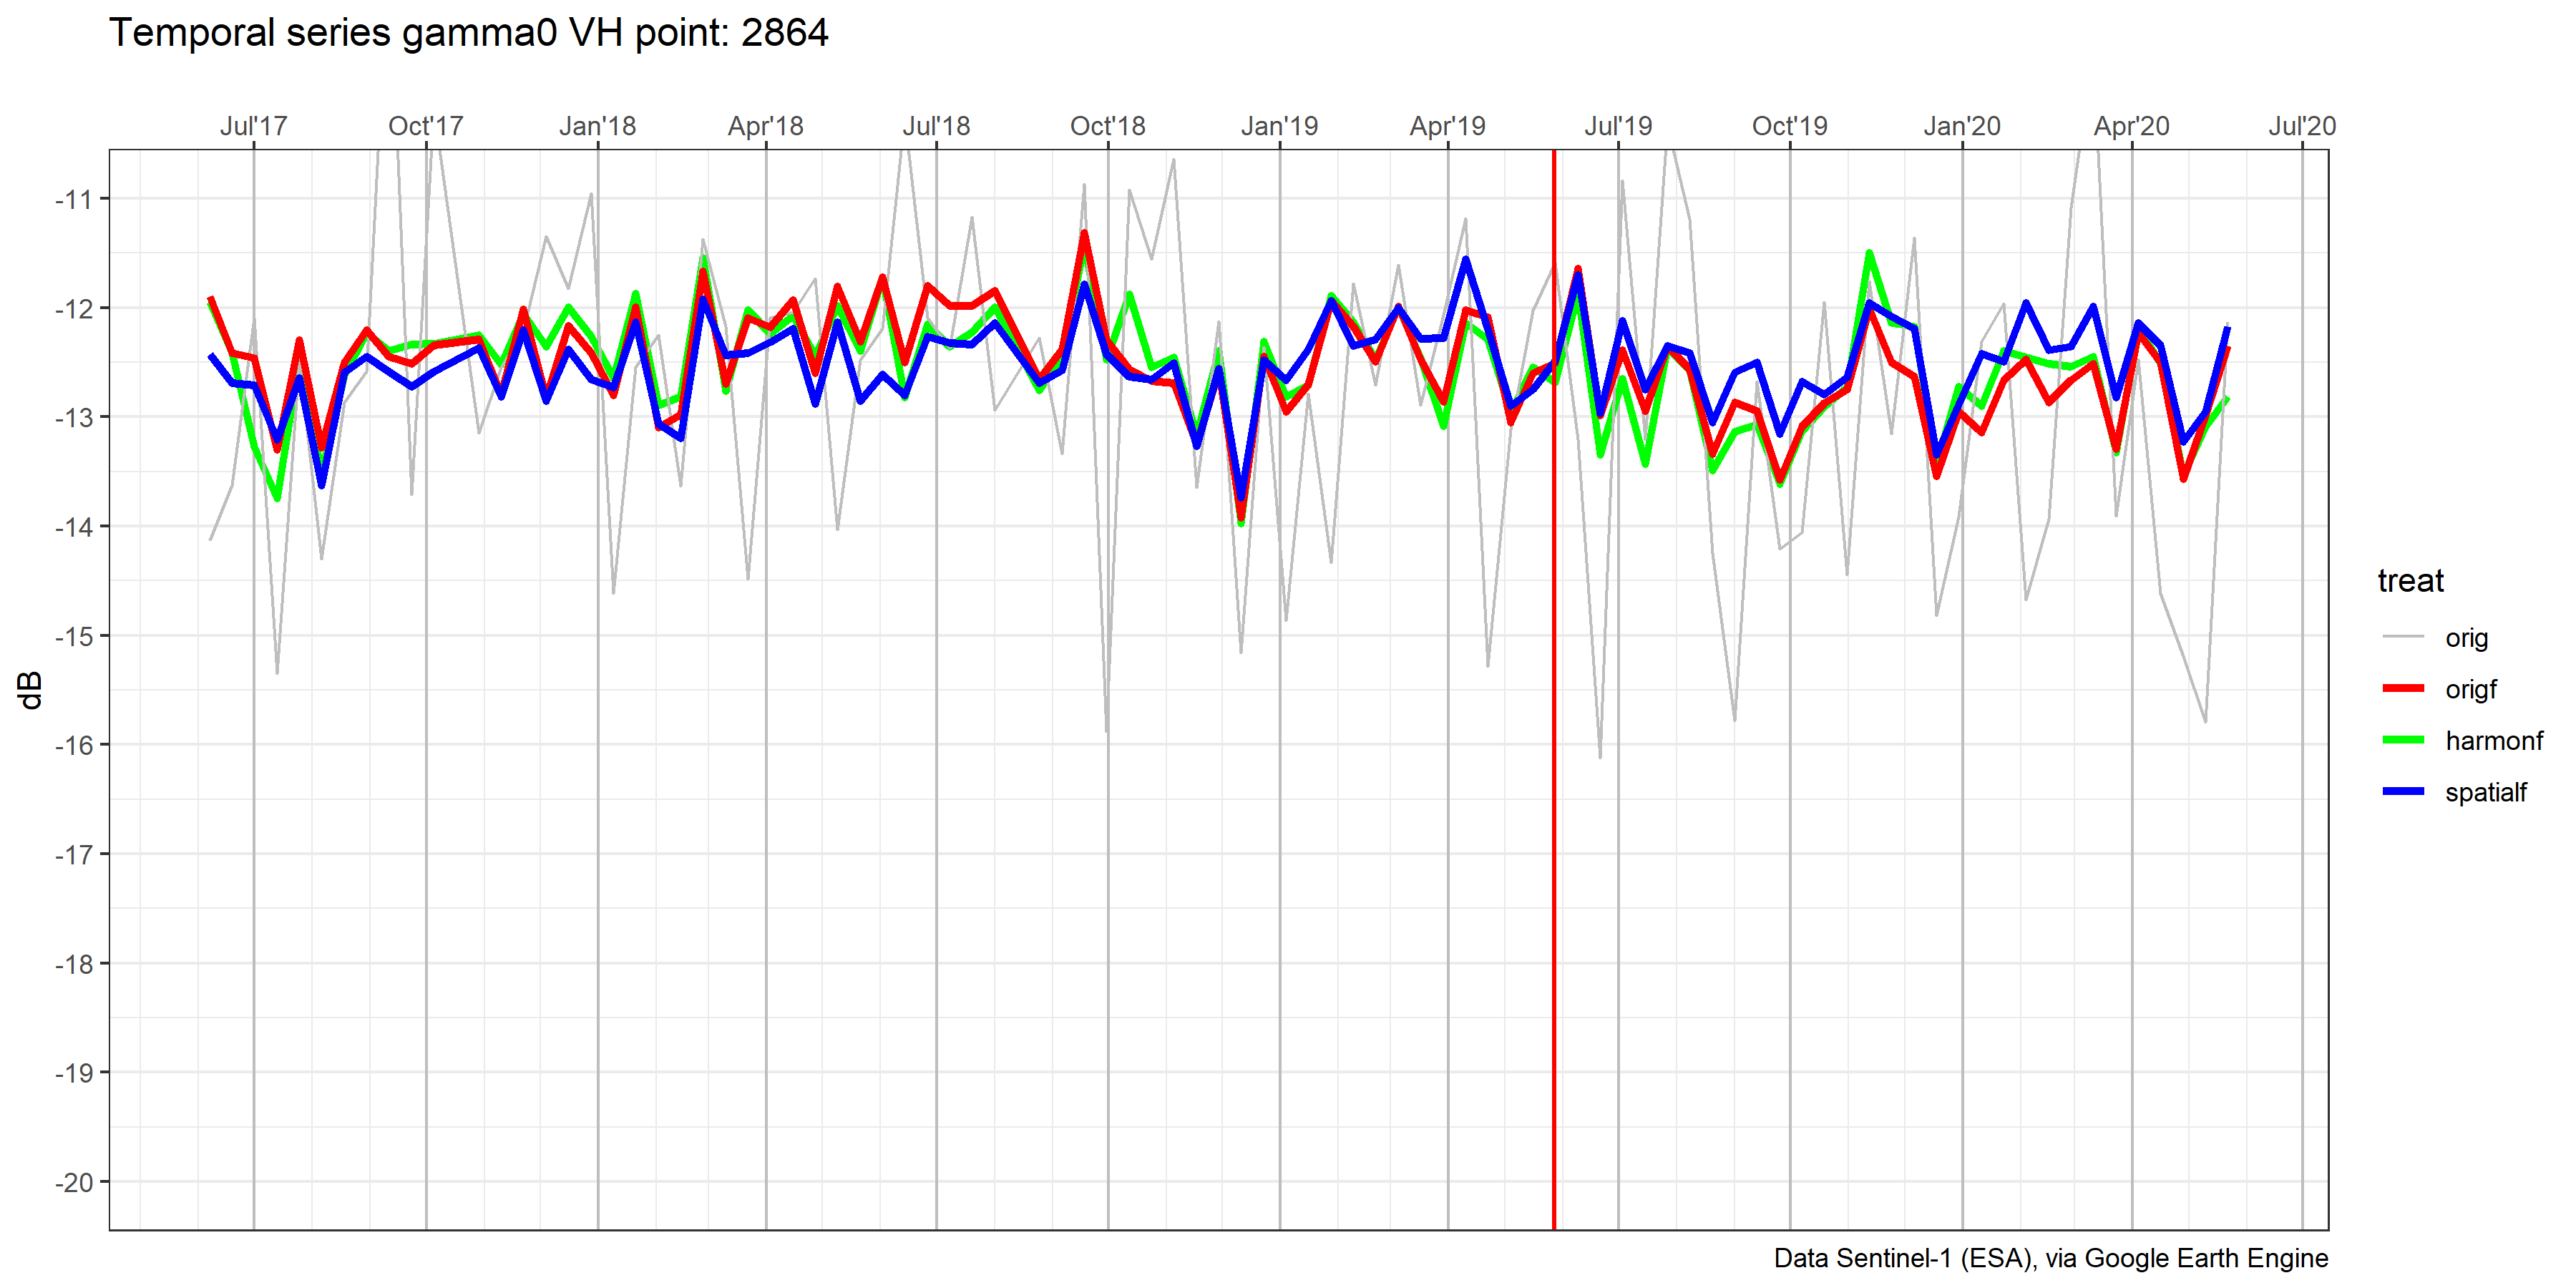 Temporal series gamma0 VH point: 2864
Jul'17 Oct'17 Jan'18 Apr'18 Jul'18 Oct'18 Jan'19 Apr'19 Jul'19 Oct'19 Jan'20 Apr'20 Jul'20
-11
-12
-13
-14
-15
-16
-17
-18
-19
-20
dB
treat
orig
origf
harmonf
spatialf
Data Sentinel-1 (ESA), via Google Earth Engine